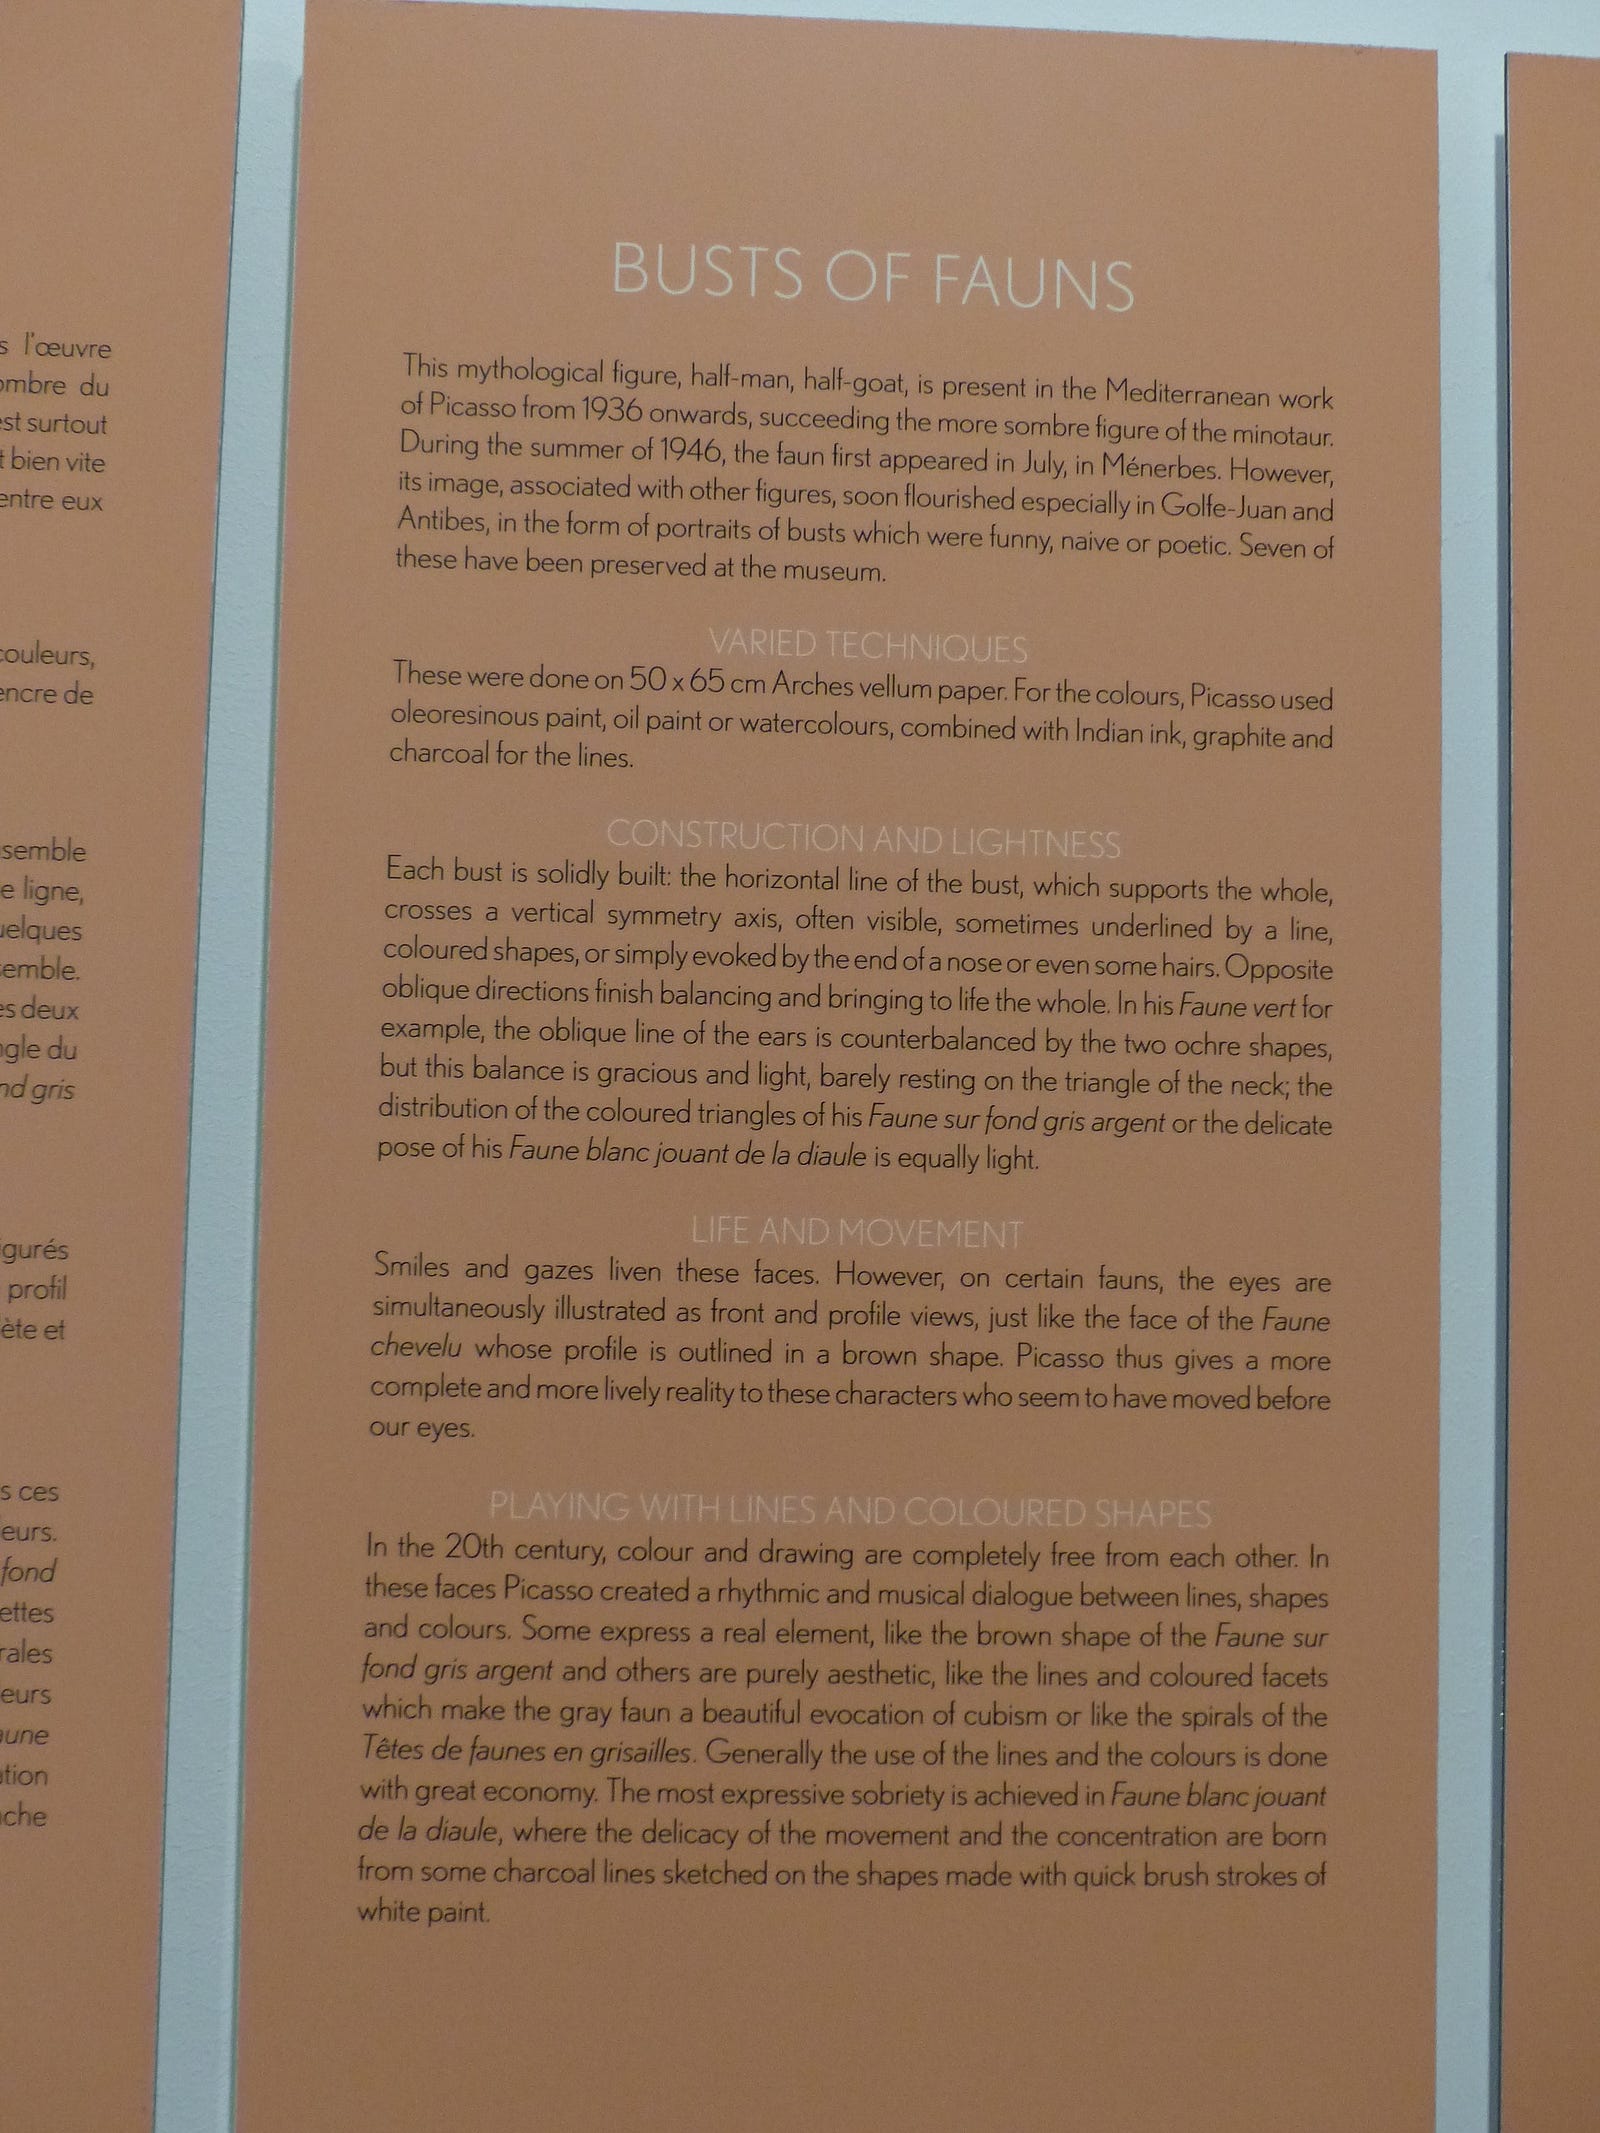 s l'œuvre
ombre du
est surtout
t bien vite
entre eux
couleurs,
encre de
semble
e ligne,
uelques
semble.
es deux
ngle du
nd gris
igurés
profil
ète et
s ces
eurs.
fond
ettes
rales
eurs
aune
ation
ache
BUSTS OF FAUNS
This mythological figure, half-man, half-goat, is present in the Mediterranean work
of Picasso from 1936 onwards, succeeding the more sombre figure of the minotaur.
During the summer of 1946, the faun first appeared in July, in Ménerbes. However,
its image, associated with other figures, soon flourished especially in Golfe-Juan and
Antibes, in the form of portraits of busts which were funny, naive or poetic. Seven of
these have been preserved at the museum.
VARIED TECHNIQUES
These were done on 50 x 65 cm Arches vellum paper. For the colours, Picasso used
oleoresinous paint, oil paint or watercolours, combined with Indian ink, graphite and
charcoal for the lines.
CONSTRUCTION AND LIGHTNESS
Each bust is solidly built: the horizontal line of the bust, which supports the whole,
crosses a vertical symmetry axis, often visible, sometimes underlined by a line,
coloured shapes, or simply evoked by the end of a nose or even some hairs. Opposite
oblique directions finish balancing and bringing to life the whole. In his Faune vert for
example, the oblique line of the ears is counterbalanced by the two ochre shapes,
but this balance is gracious and light, barely resting on the triangle of the neck; the
distribution of the coloured triangles of his Faune sur fond gris argent or the delicate
pose of his Faune blanc jouant de la diaule is equally light.
LIFE AND MOVEMENT
Smiles and gazes liven these faces. However, on certain fauns, the eyes are
simultaneously illustrated as front and profile views, just like the face of the Faune
chevelu whose profile is outlined in a brown shape. Picasso thus gives a more
complete and more lively reality to these characters who seem to have moved before
our eyes.
PLAYING WITH LINES AND COLOURED SHAPES
In the 20th century, colour and drawing are completely free from each other. In
these faces Picasso created a rhythmic and musical dialogue between lines, shapes
and colours. Some express a real element, like the brown shape of the Faune sur
fond gris argent and others are purely aesthetic, like the lines and coloured facets
which make the gray faun a beautiful evocation of cubism or like the spirals of the
Têtes de faunes en grisailles. Generally the use of the lines and the colours is done
with great economy. The most expressive sobriety is achieved in Faune blanc jouant
de la diaule, where the delicacy of the movement and the concentration are born
from some charcoal lines sketched on the shapes made with quick brush strokes of
white paint.